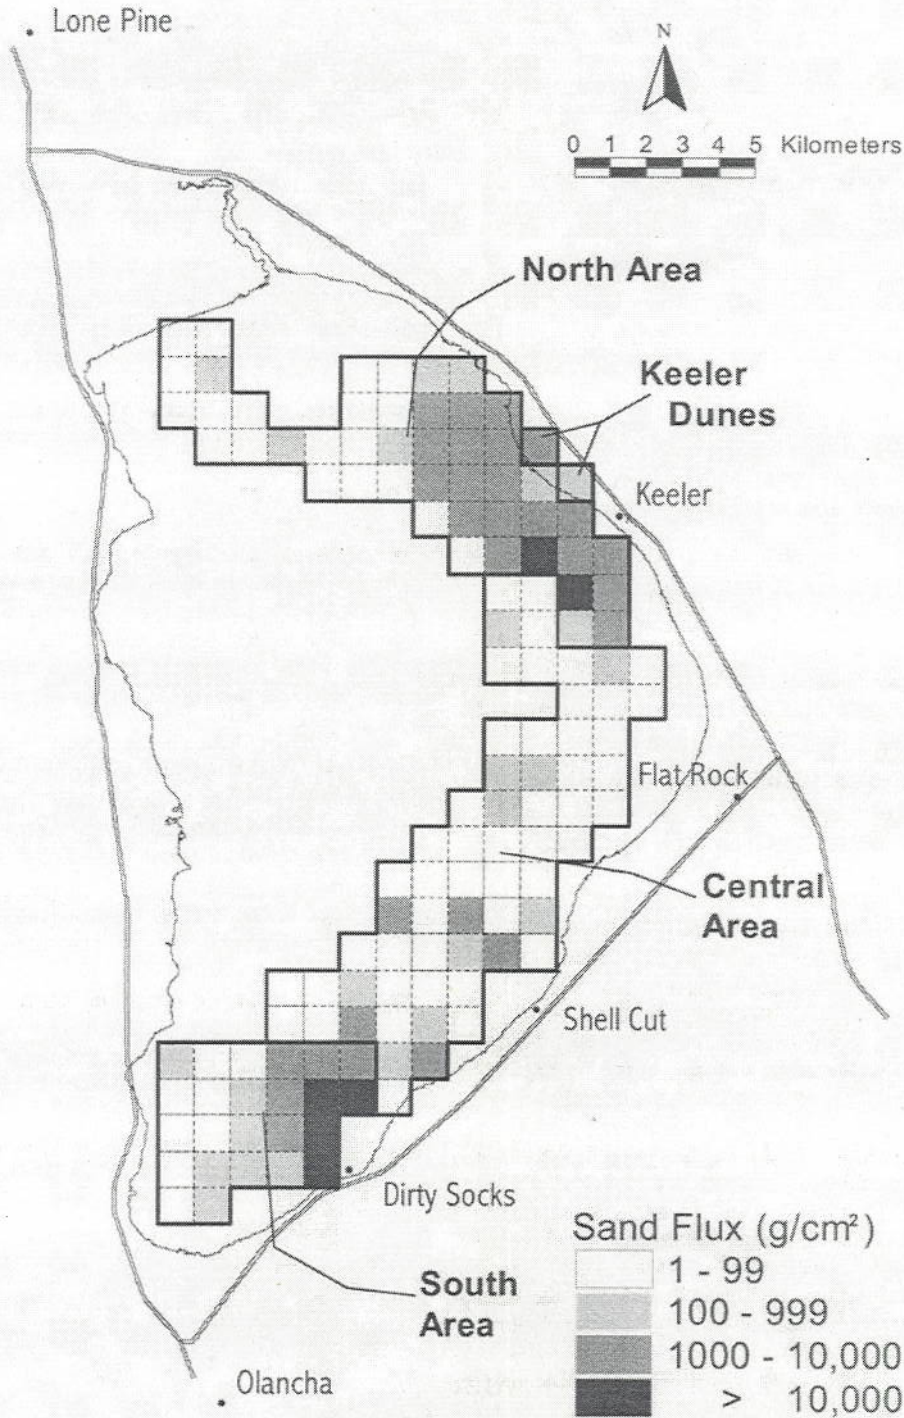 Lone Pine
N
0 1 2 3 4 5 Kilometers
North Area
Keeler
Dunes
Keeler
Flat Rock
Central
Area
Shell Cut
Dirty Socks
South
Area
Olancha
Sand Flux (g/cm²)
1 - 99
100 - 999
1000 - 10,000
> 10,000